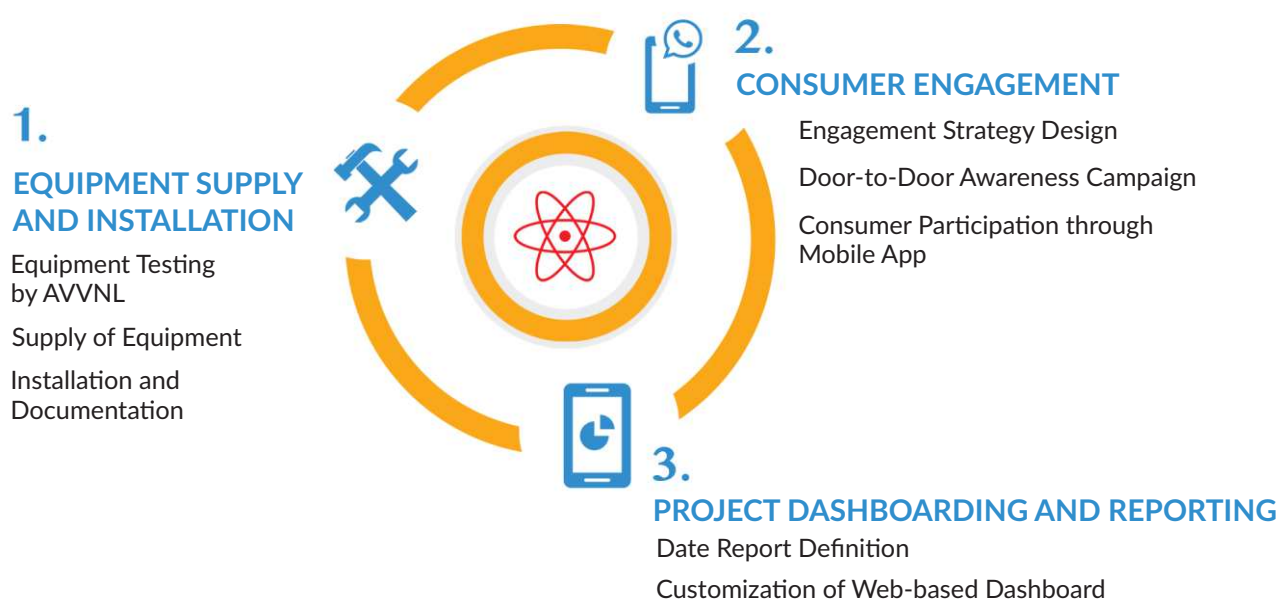 1.
EQUIPMENT SUPPLY
AND INSTALLATION
Equipment Testing
by AVVNL
Supply of Equipment
Installation and
Documentation
2.
CONSUMER ENGAGEMENT
Engagement Strategy Design
Door-to-Door Awareness Campaign
Consumer Participation through
Mobile App
3.
PROJECT DASHBOARDING AND REPORTING
Date Report Definition
Customization of Web-based Dashboard